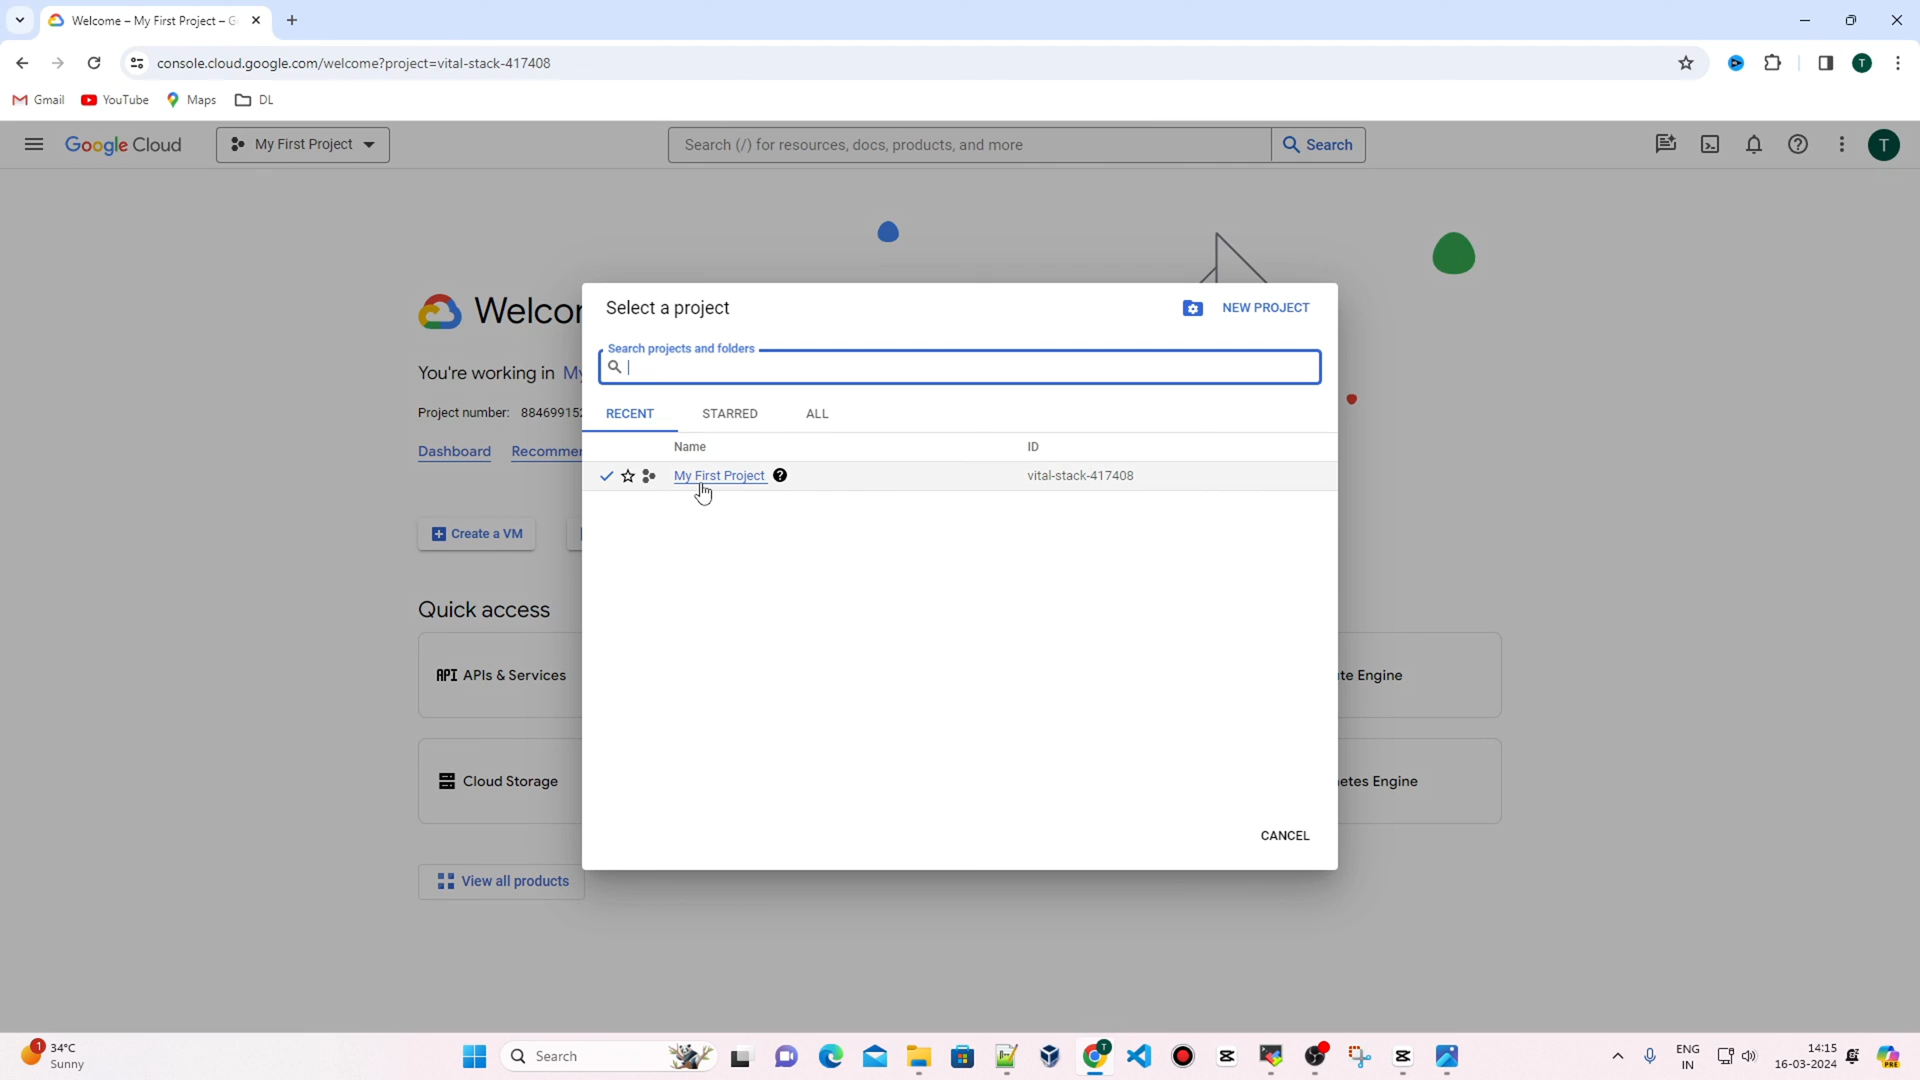 Welcome – My First Project – G
console.cloud.google.com/welcome?project=vital-stack-417408
T
Gmail YouTube Maps DL
Google Cloud My First Project Search (/) for resources, docs, products, and more Search T
Welcor
Select a project NEW PROJECT
Search projects and folders
You're working in My
Project number: 88469915
RECENT STARRED ALL
Dashboard Recommer
Name ID
My First Project vital-stack-417408
Create a VM
Quick access
API APIs & Services te Engine
Cloud Storage etes Engine
CANCEL
View all products
1 34°C
Sunny
Search
T
ENG
IN
14:15
16-03-2024
PRE